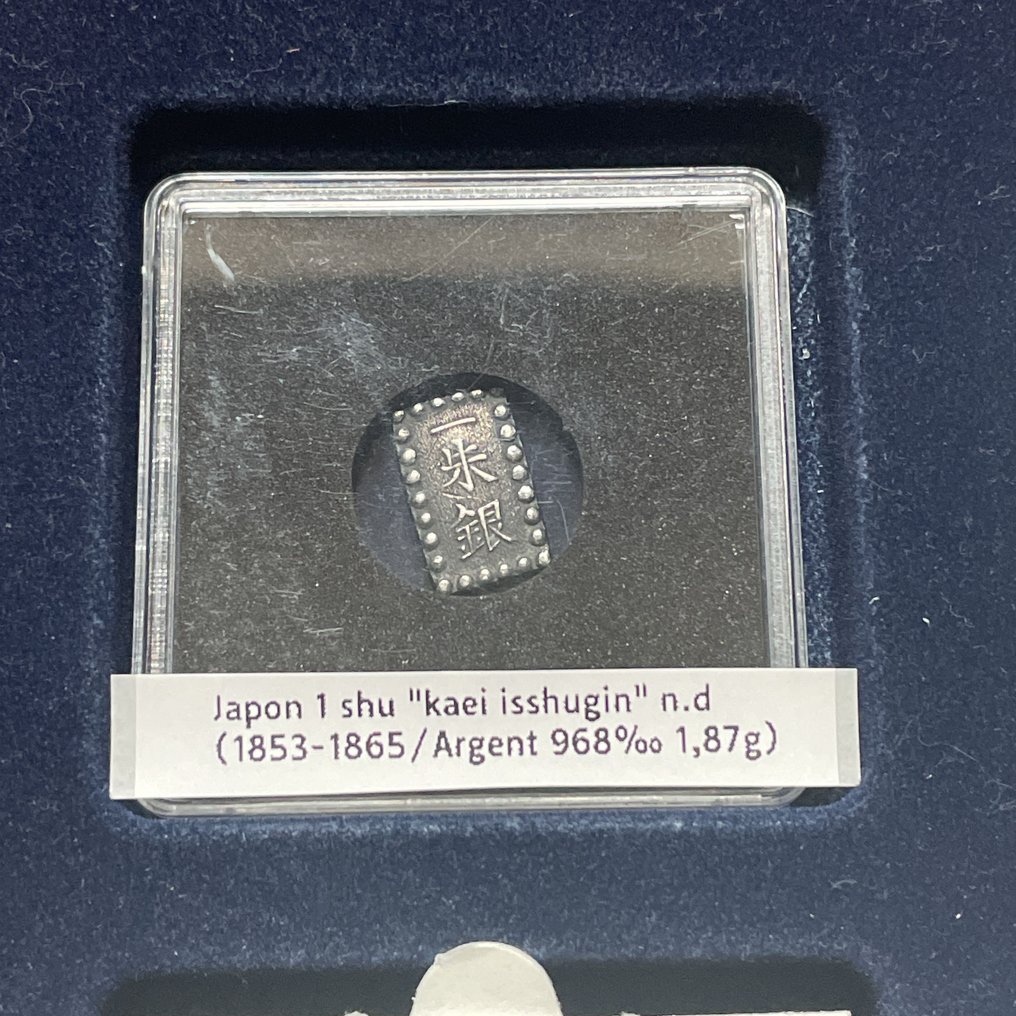 一朱銀
Japon 1 shu "kaei isshugin" n.d
(1853-1865/Argent 968‰ 1,87g)